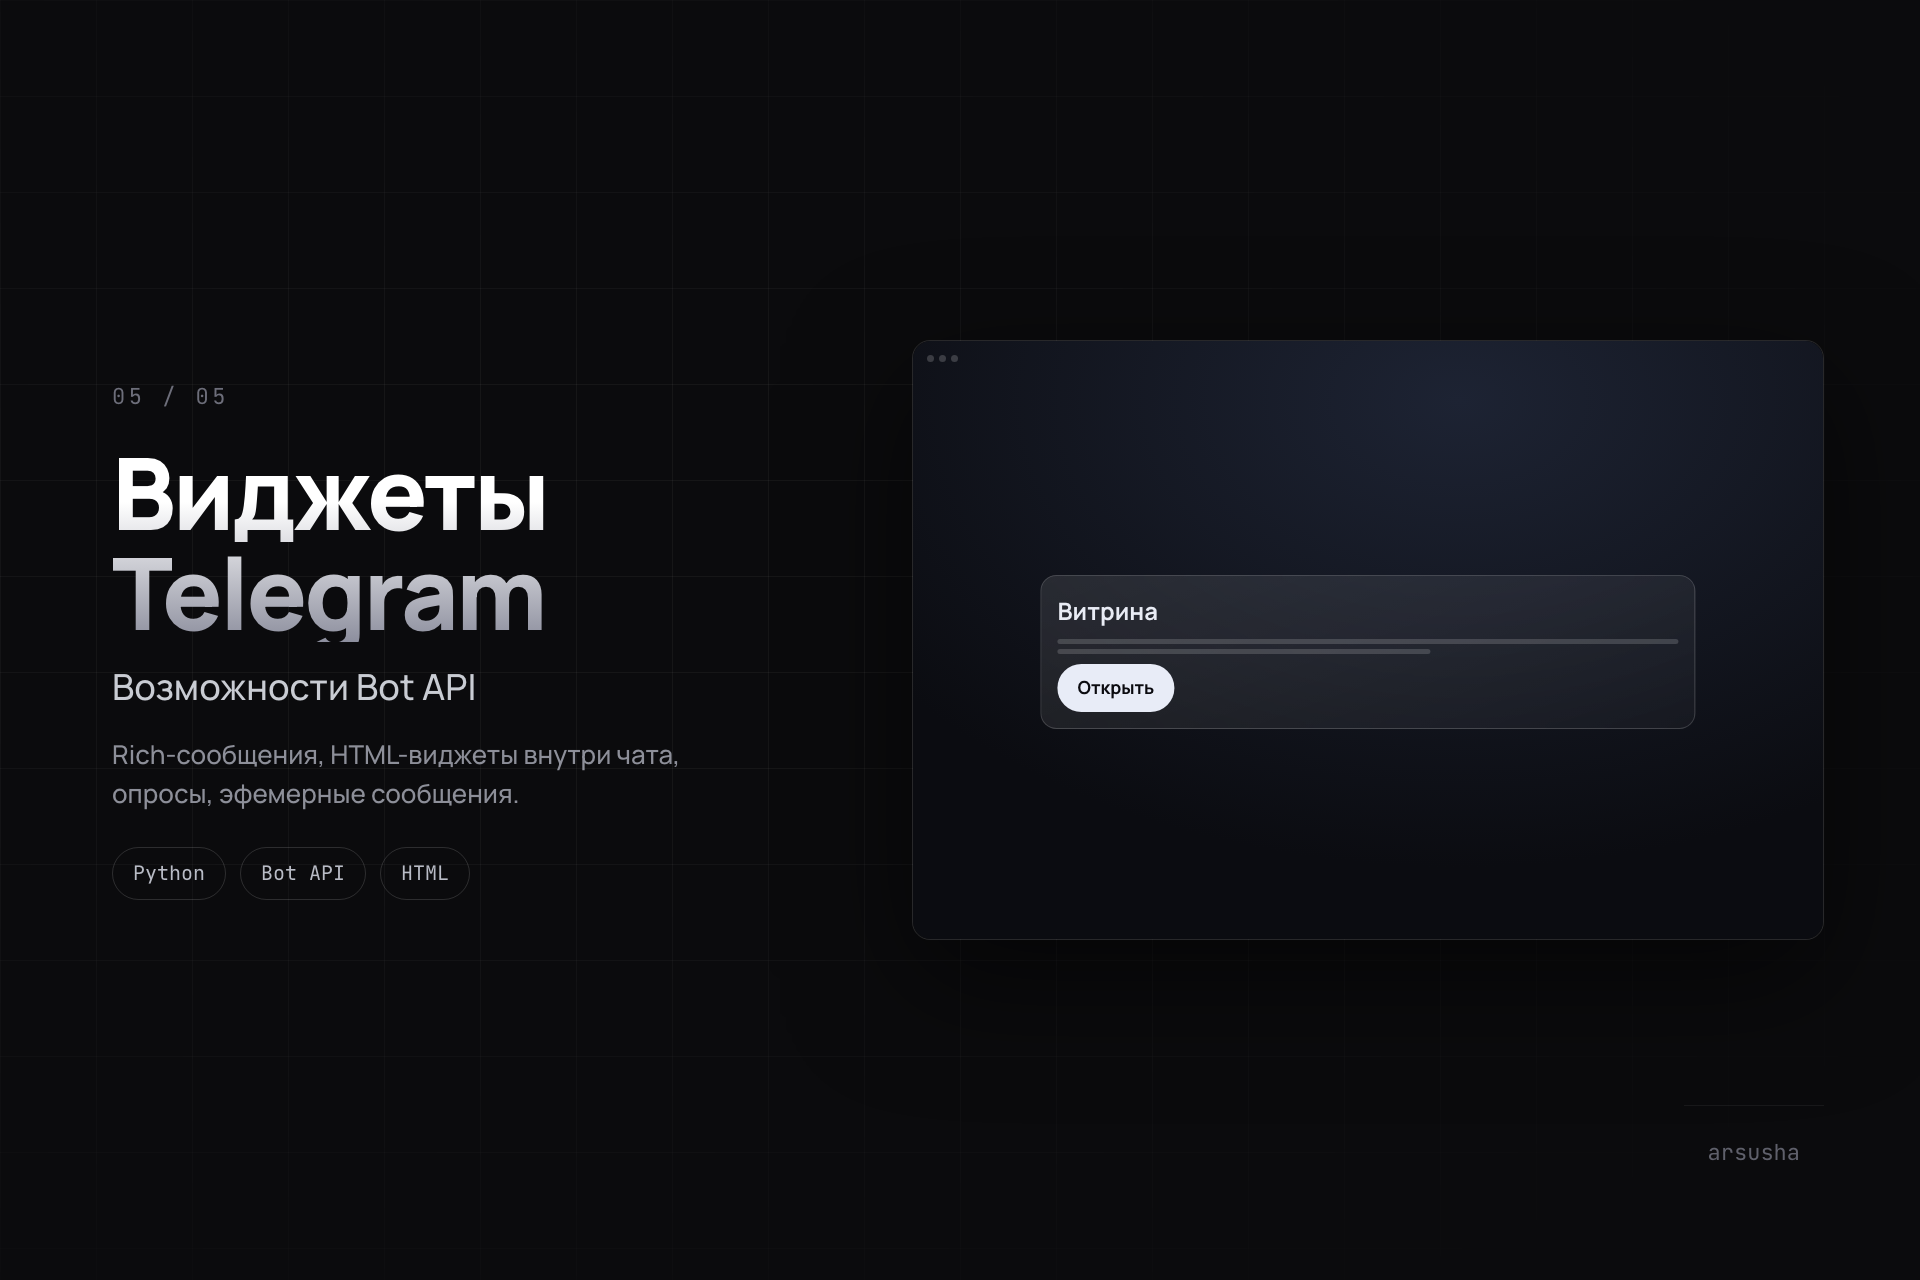 05 / 05
Виджеты
Telegram
Возможности Bot API
Rich-сообщения, HTML-виджеты внутри чата,
опросы, эфемерные сообщения.
Python
Bot API
HTML
Витрина
Открыть
arsusha